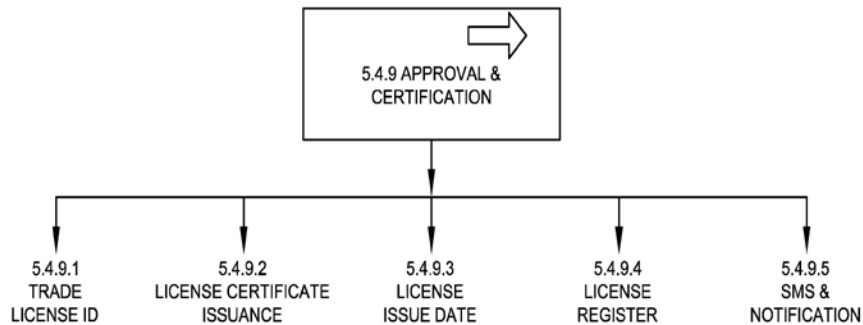 5.4.9 APPROVAL &
CERTIFICATION
5.4.9.1
TRADE
LICENSE ID
5.4.9.2
LICENSE CERTIFICATE
ISSUANCE
5.4.9.3
LICENSE
ISSUE DATE
5.4.9.4
LICENSE
REGISTER
5.4.9.5
SMS &
NOTIFICATION